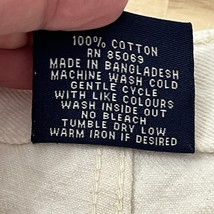 100% COTTON
RN 85069
MADE IN BANGLADESH
MACHINE WASH COLD
GENTLE CYCLE
WITH LIKE COLOURS
WASH INSIDE OUT
NO BLEACH
TUMBLE DRY LOW
WARM IRON IF DESIRED